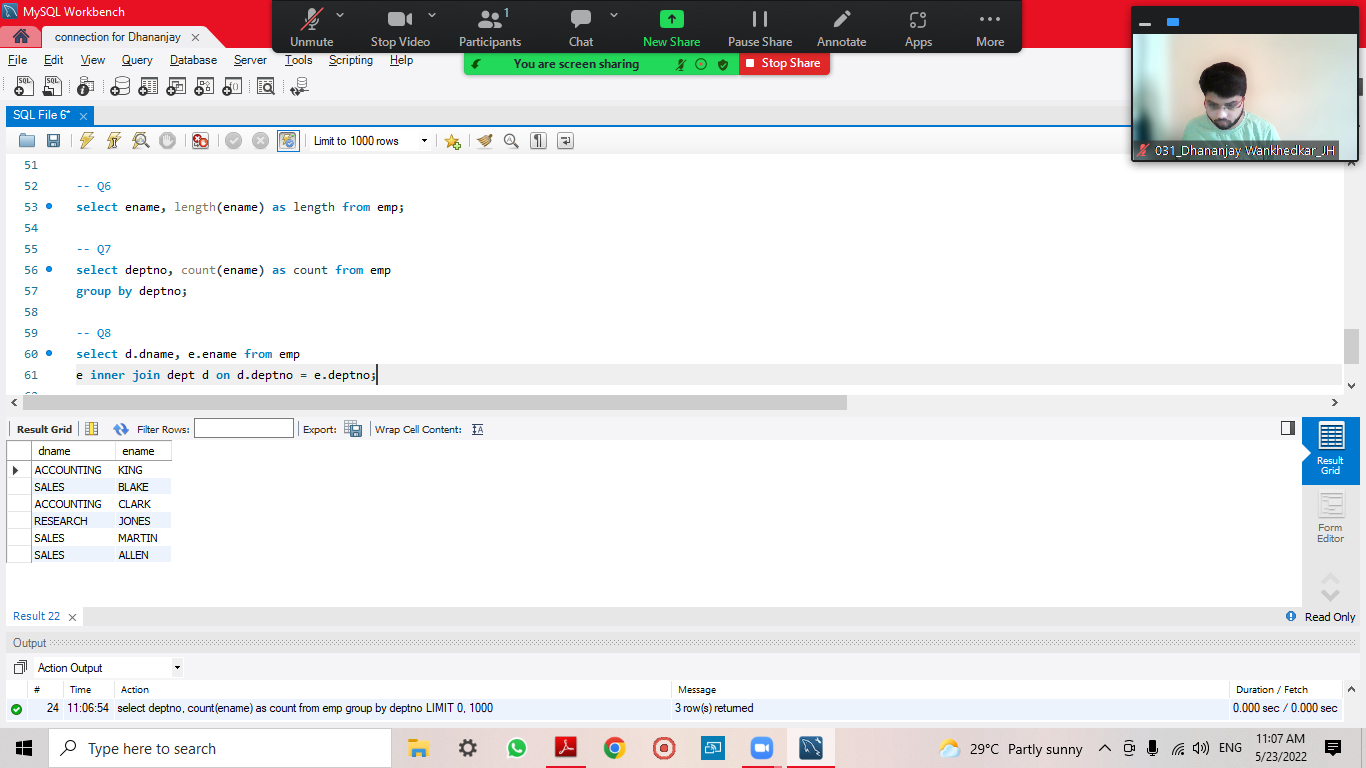 MySQL Workbench
connection for Dhananjay
Unmute
Stop Video
1
Participants
Chat
New Share
Pause Share
Annotate
Apps
More
You are screen sharing
Stop Share
031_Dhananjay Wankhedkar_JH
File Edit View Query Database Server Tools Scripting Help
SQL File 6*
Limit to 1000 rows
51
52 -- Q6
53 select ename, length(ename) as length from emp;
54
55 -- Q7
56 select deptno, count(ename) as count from emp
57 group by deptno;
58
59 -- Q8
60 select d.dname, e.ename from emp
61 e inner join dept d on d.deptno = e.deptno;
Result Grid Filter Rows: Export: Wrap Cell Content:
dname ename
ACCOUNTING KING
SALES BLAKE
ACCOUNTING CLARK
RESEARCH JONES
SALES MARTIN
SALES ALLEN
Result Grid
Form Editor
Result 22
Read Only
Output
Action Output
# Time Action Message Duration / Fetch
24 11:06:54 select deptno, count(ename) as count from emp group by deptno LIMIT 0, 1000 3 row(s) returned 0.000 sec / 0.000 sec
Type here to search
29°C Partly sunny
ENG
11:07 AM
5/23/2022